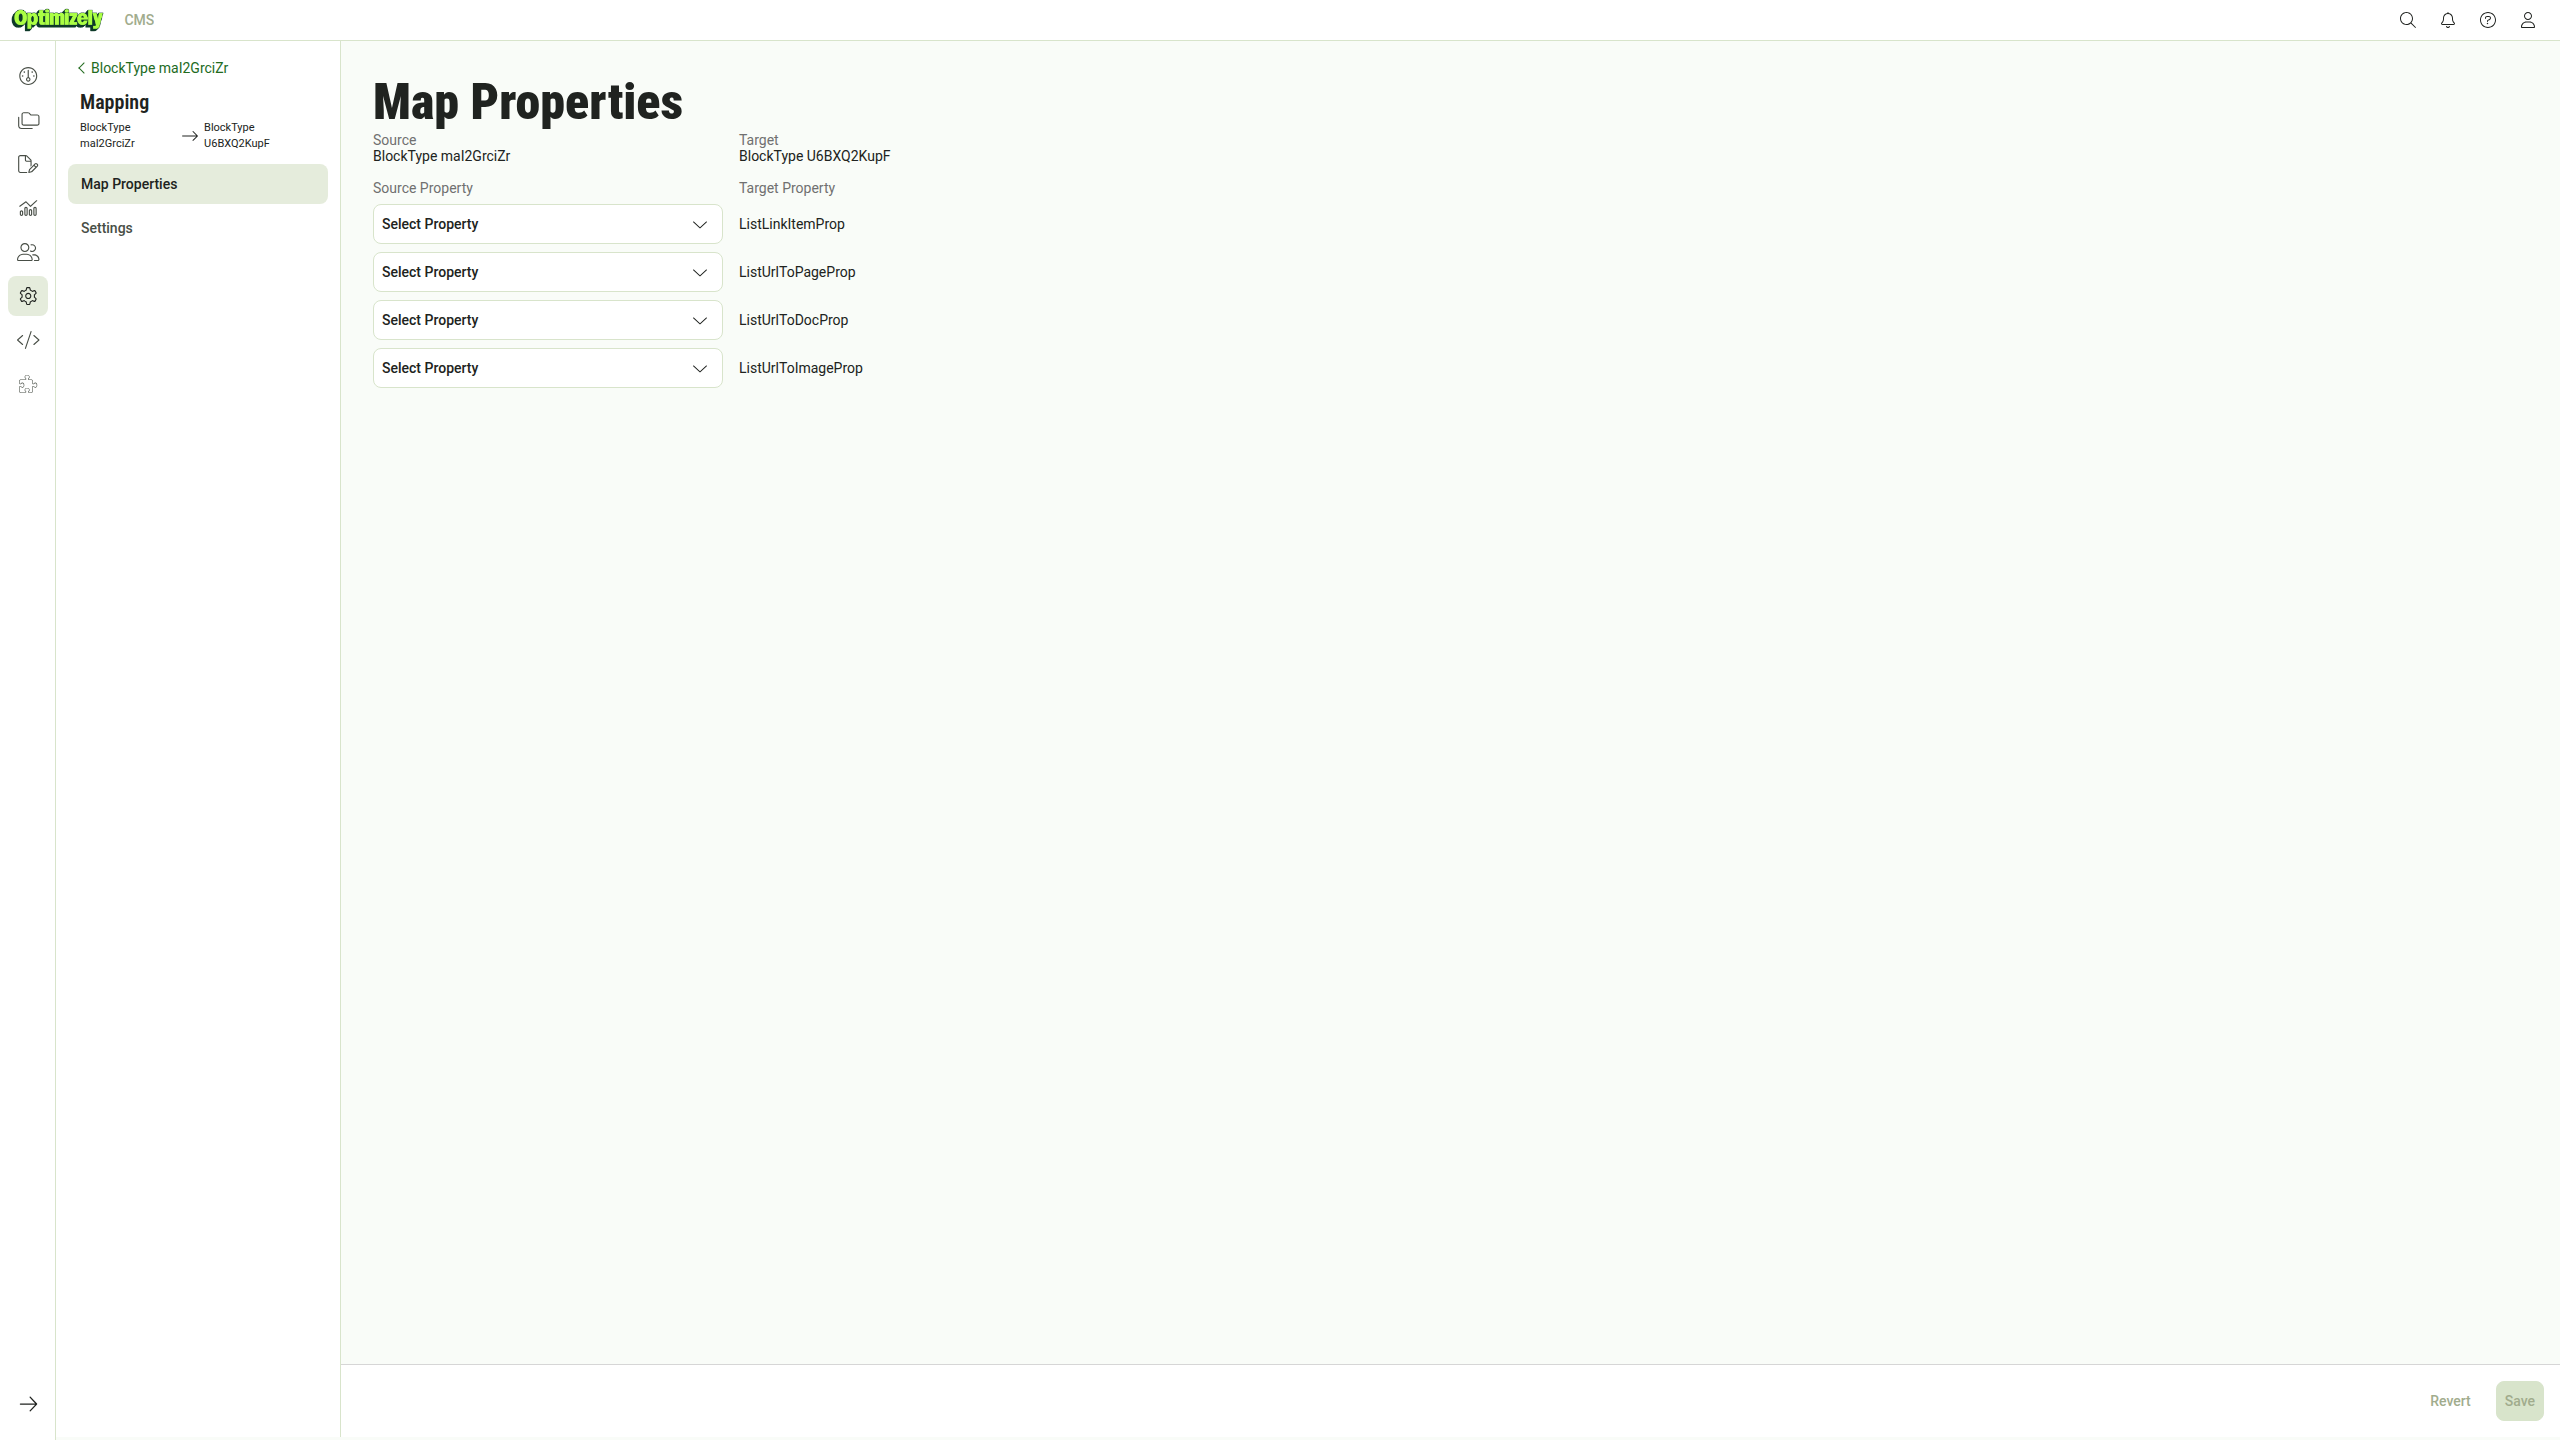 Optimizely CMS
BlockType mal2GrciZr
Mapping
BlockType
mal2GrciZr
BlockType
U6BXQ2KupF
Map Properties
Settings
Map Properties
Source
BlockType mal2GrciZr
Target
BlockType U6BXQ2KupF
Source Property
Target Property
Select Property
ListLinkItemProp
Select Property
ListUrlToPageProp
Select Property
ListUrlToDocProp
Select Property
ListUrlToImageProp
Revert
Save